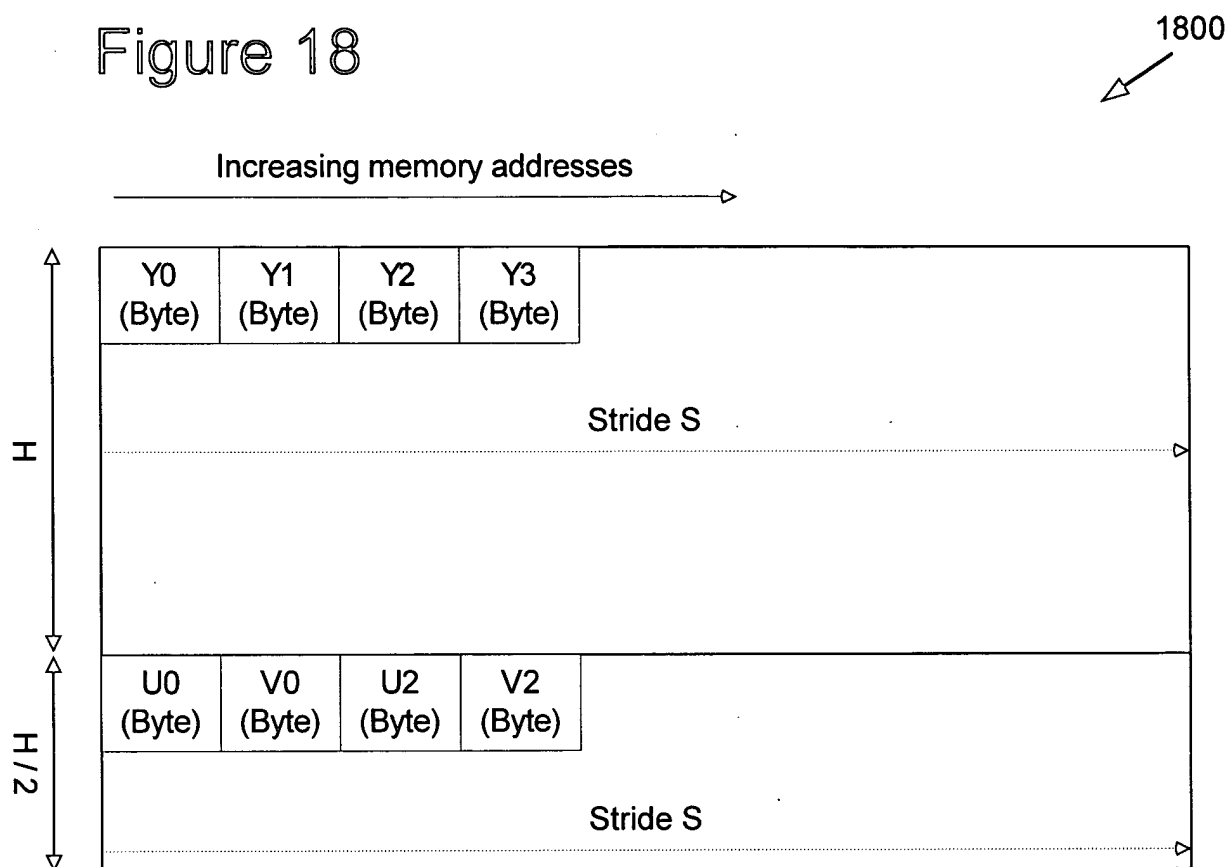 Figure 18
1800
Increasing memory addresses
Y0 Y1 Y2 Y3
(Byte) (Byte) (Byte) (Byte)
Stride S
H
U0 V0 U2 V2
(Byte) (Byte) (Byte) (Byte)
H/2
Stride S